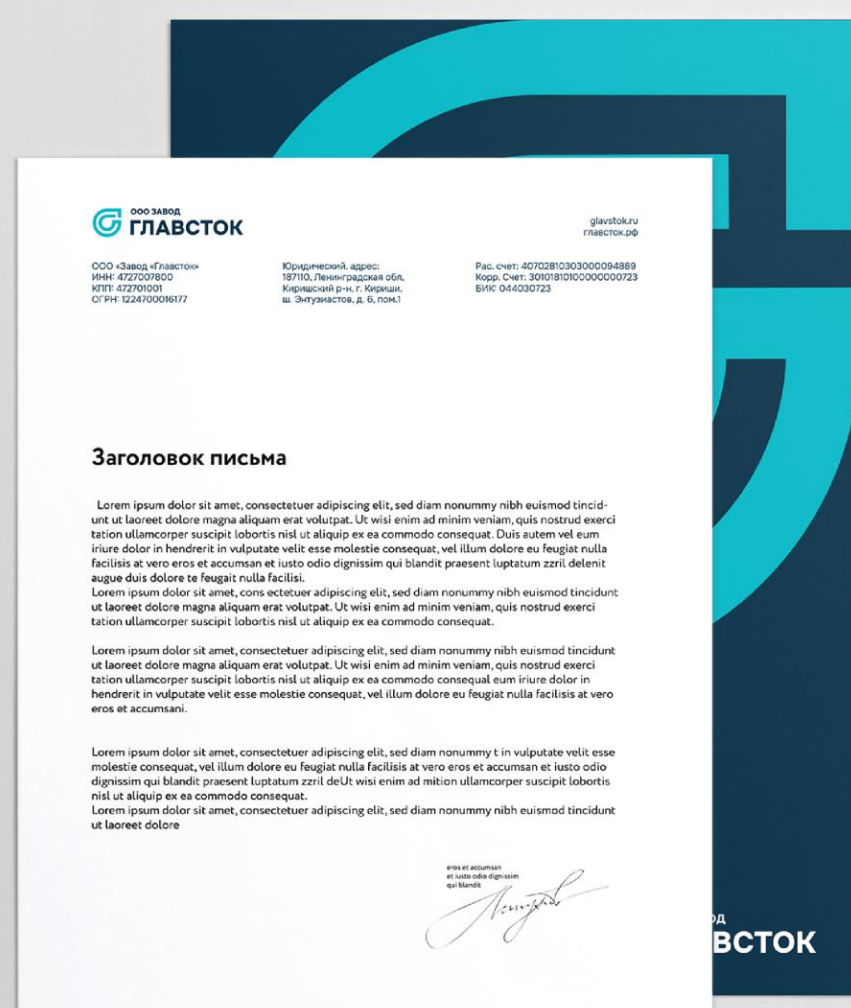 ООО ЗАВОД
ГЛАВСТОК
glavstok.ru
главсток.рф
ООО «Завод «Главсток»
ИНН: 4727007800
КПП: 472701001
ОГРН: 1224700016177
Юридический. адрес:
187110, Ленинградская обл,
Киришский р-н, г. Кириши,
ш. Энтузиастов, д. 6, пом.1
Рас. счет: 40702810303000094889
Корр. Счет: 30101810100000000723
БИК: 044030723
Заголовок письма
Lorem ipsum dolor sit amet, consectetuer adipiscing elit, sed diam nonummy nibh euismod tincid-
unt ut laoreet dolore magna aliquam erat volutpat. Ut wisi enim ad minim veniam, quis nostrud exerci
tation ullamcorper suscipit lobortis nisl ut aliquip ex ea commodo consequat. Duis autem vel eum
iriure dolor in hendrerit in vulputate velit esse molestie consequat, vel illum dolore eu feugiat nulla
facilisis at vero eros et accumsan et iusto odio dignissim qui blandit praesent luptatum zzril delenit
augue duis dolore te feugait nulla facilisi.
Lorem ipsum dolor sit amet, cons ectetuer adipiscing elit, sed diam nonummy nibh euismod tincidunt
ut laoreet dolore magna aliquam erat volutpat. Ut wisi enim ad minim veniam, quis nostrud exerci
tation ullamcorper suscipit lobortis nisl ut aliquip ex ea commodo consequat.
Lorem ipsum dolor sit amet, consectetuer adipiscing elit, sed diam nonummy nibh euismod tincidunt
ut laoreet dolore magna aliquam erat volutpat. Ut wisi enim ad minim veniam, quis nostrud exerci
tation ullamcorper suscipit lobortis nisl ut aliquip ex ea commodo consequal eum iriure dolor in
hendrerit in vulputate velit esse molestie consequat, vel illum dolore eu feugiat nulla facilisis at vero
eros et accumsani.
Lorem ipsum dolor sit amet, consectetuer adipiscing elit, sed diam nonummy t in vulputate velit esse
molestie consequat, vel illum dolore eu feugiat nulla facilisis at vero eros et accumsan et iusto odio
dignissim qui blandit praesent luptatum zzril deUt wisi enim ad mition ullamcorper suscipit lobortis
nisl ut aliquip ex ea commodo consequat.
Lorem ipsum dolor sit amet, consectetuer adipiscing elit, sed diam nonummy nibh euismod tincidunt
ut laoreet dolore
eros et accumsan
et iusto odio dignissim
qui blandit
ОД
ВСТОК